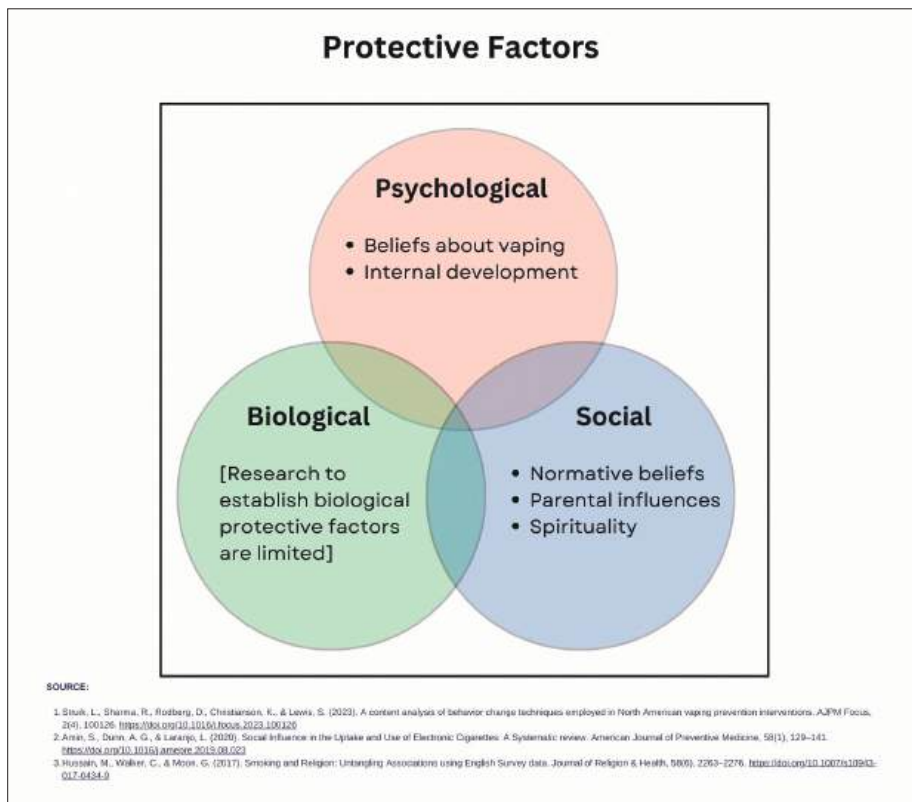 Protective Factors
Psychological
• Beliefs about vaping
• Internal development
Biological
[Research to
establish biological
protective factors
are limited]
Social
• Normative beliefs
• Parental influences
• Spirituality
SOURCE:
1. Struik, L., Sharma, R., Rodberg, D., Christianson, K., & Lewis, S. (2023). A content analysis of behavior change techniques employed in North American vaping prevention interventions. AJPM Focus,
2(4), 100126. https://doi.org/10.1016/j.focus.2023.100126
2. Amin, S., Dunn, A. G., & Laranjo, L. (2020). Social Influence in the Uptake and Use of Electronic Cigarettes: A Systematic review. American Journal of Preventive Medicine, 58(1), 129–141.
https://doi.org/10.1016/j.amepre.2019.08.023
3. Hussain, M., Walker, C., & Moon, G. (2017). Smoking and Religion: Untangling Associations using English Survey data. Journal of Religion & Health, 58(6), 2263–2276. https://doi.org/10.1007/s10943-
017-0434-9